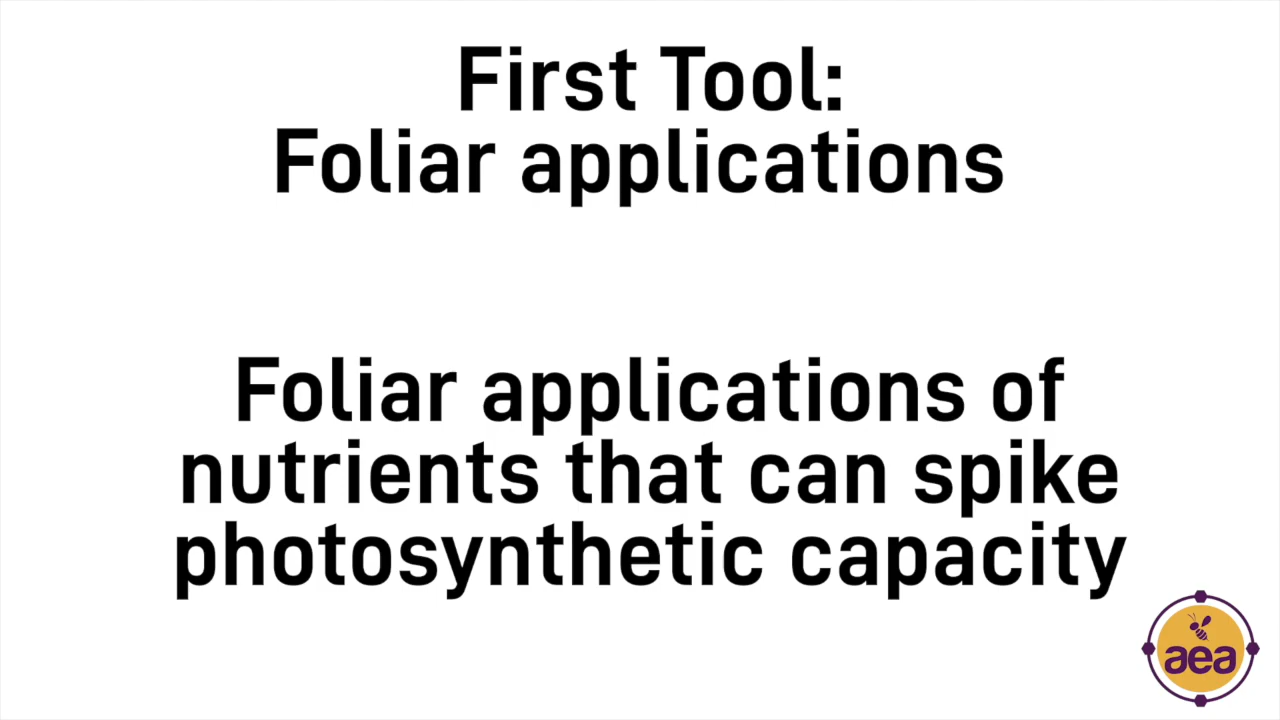 First Tool:
Foliar applications
Foliar applications of
nutrients that can spike
photosynthetic capacity
aea